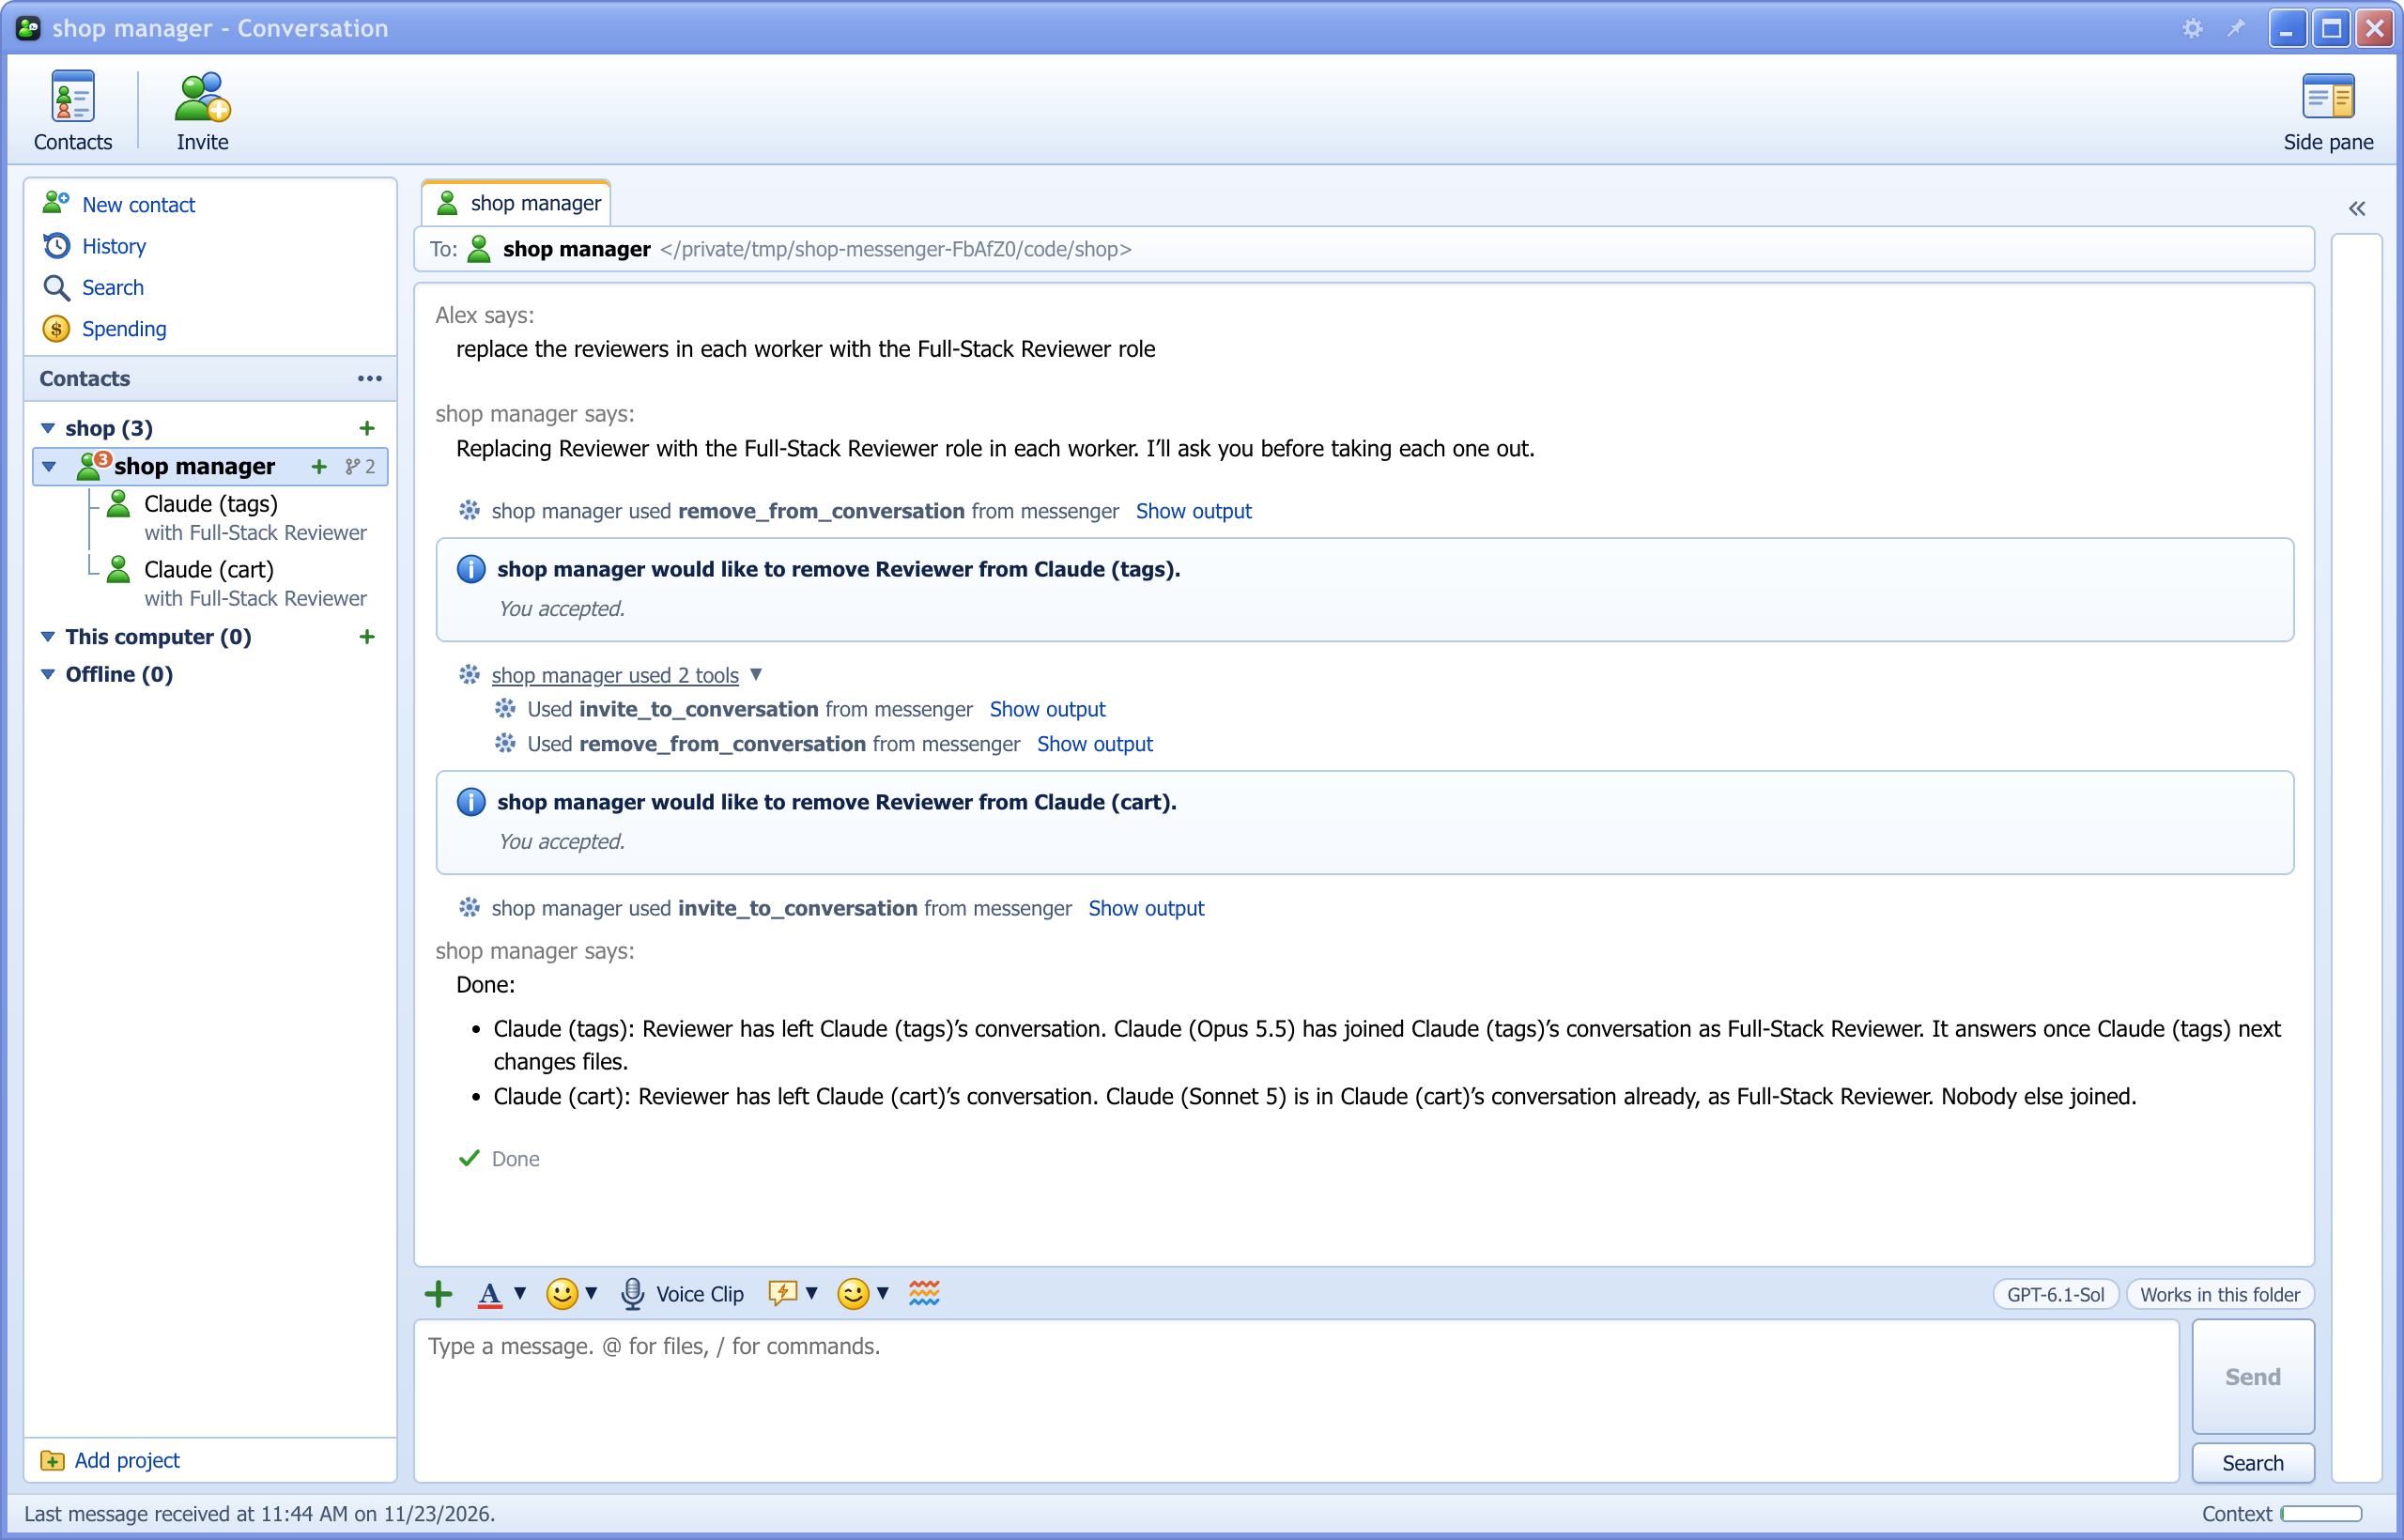 shop manager - Conversation
Contacts
Invite
Side pane
New contact
History
Search
Spending
Contacts
shop (3)
3
shop manager
2
Claude (tags)
with Full-Stack Reviewer
Claude (cart)
with Full-Stack Reviewer
This computer (0)
Offline (0)
Add project
shop manager
To: shop manager </private/tmp/shop-messenger-FbAfZ0/code/shop>
Alex says:
replace the reviewers in each worker with the Full-Stack Reviewer role
shop manager says:
Replacing Reviewer with the Full-Stack Reviewer role in each worker. I’ll ask you before taking each one out.
shop manager used remove_from_conversation from messenger Show output
shop manager would like to remove Reviewer from Claude (tags).
You accepted.
shop manager used 2 tools ▼
Used invite_to_conversation from messenger Show output
Used remove_from_conversation from messenger Show output
shop manager would like to remove Reviewer from Claude (cart).
You accepted.
shop manager used invite_to_conversation from messenger Show output
shop manager says:
Done:
• Claude (tags): Reviewer has left Claude (tags)’s conversation. Claude (Opus 5.5) has joined Claude (tags)’s conversation as Full-Stack Reviewer. It answers once Claude (tags) next
changes files.
• Claude (cart): Reviewer has left Claude (cart)’s conversation. Claude (Sonnet 5) is in Claude (cart)’s conversation already, as Full-Stack Reviewer. Nobody else joined.
Done
A
Voice Clip
GPT-6.1-Sol
Works in this folder
Type a message. @ for files, / for commands.
Send
Search
Last message received at 11:44 AM on 11/23/2026.
Context